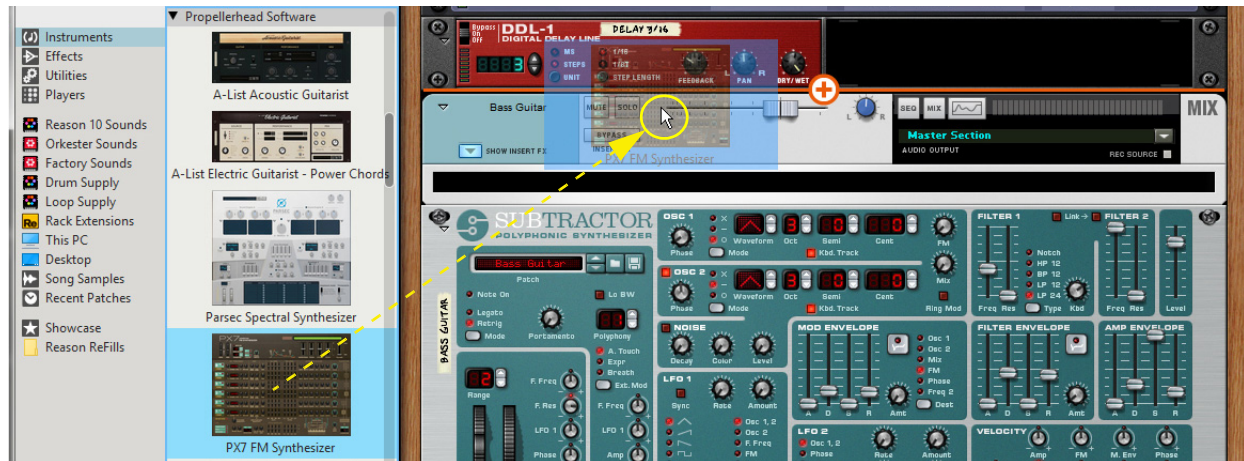 Instruments
Effects
Utilities
Players
Reason 10 Sounds
Orkester Sounds
Factory Sounds
Drum Supply
Loop Supply
Re Rack Extensions
This PC
Desktop
Song Samples
Recent Patches
Showcase
Reason ReFills
Propellerhead Software
A-List Acoustic Guitarist
A-List Electric Guitarist - Power Chords
Parsec Spectral Synthesizer
PX7
PX7 FM Synthesizer
Bypass
On
Off
DDL-1
DIGITAL DELAY LINE
DELAY 3/16
MS
STEPS
UNIT
1/16
STEP LENGTH
FEEDBACK
L R
PAN
DRY/WET
Bass Guitar
MUTE SOLO
BYPASS
INSERT
SHOW INSERT FX
PX7 FM Synthesizer
L R
SEQ MIX
MIX
Master Section
AUDIO OUTPUT
REC SOURCE
SUBTRACTOR
POLYPHONIC SYNTHESIZER
Bass Guitar
Patch
Note On
Lo BW
Legato
Retrig
Mode
Portamento
Polyphony
BASS GUITAR
A. Touch
Expr
Breath
Ext. Mod
Range
F. Freq
F. Res
LFO 1
Phase
F. Freq
LFO 1
Amp
OSC 1
Phase
Mode
Waveform Oct Semi Cent
Kbd. Track
FM
OSC 2
Phase
Mode
Waveform Oct Semi Cent
Kbd. Track
Mix
Ring Mod
NOISE
Decay Color Level
LFO 1
Sync Rate Amount
Osc 1, 2
Osc 2
F. Freq
FM
MOD ENVELOPE
A D S R Amt
Osc 1
Osc 2
Mix
FM
Phase
Freq 2
Dest
LFO 2
Osc 1, 2
Phase
Rate Amount
FILTER 1
Link
FILTER 2
Notch
HP 12
BP 12
LP 12
LP 24
Freq Res Type Kbd
Freq Res
Level
FILTER ENVELOPE
A D S R Amt
AMP ENVELOPE
A D S R
VELOCITY
Amp FM M. Env Phase